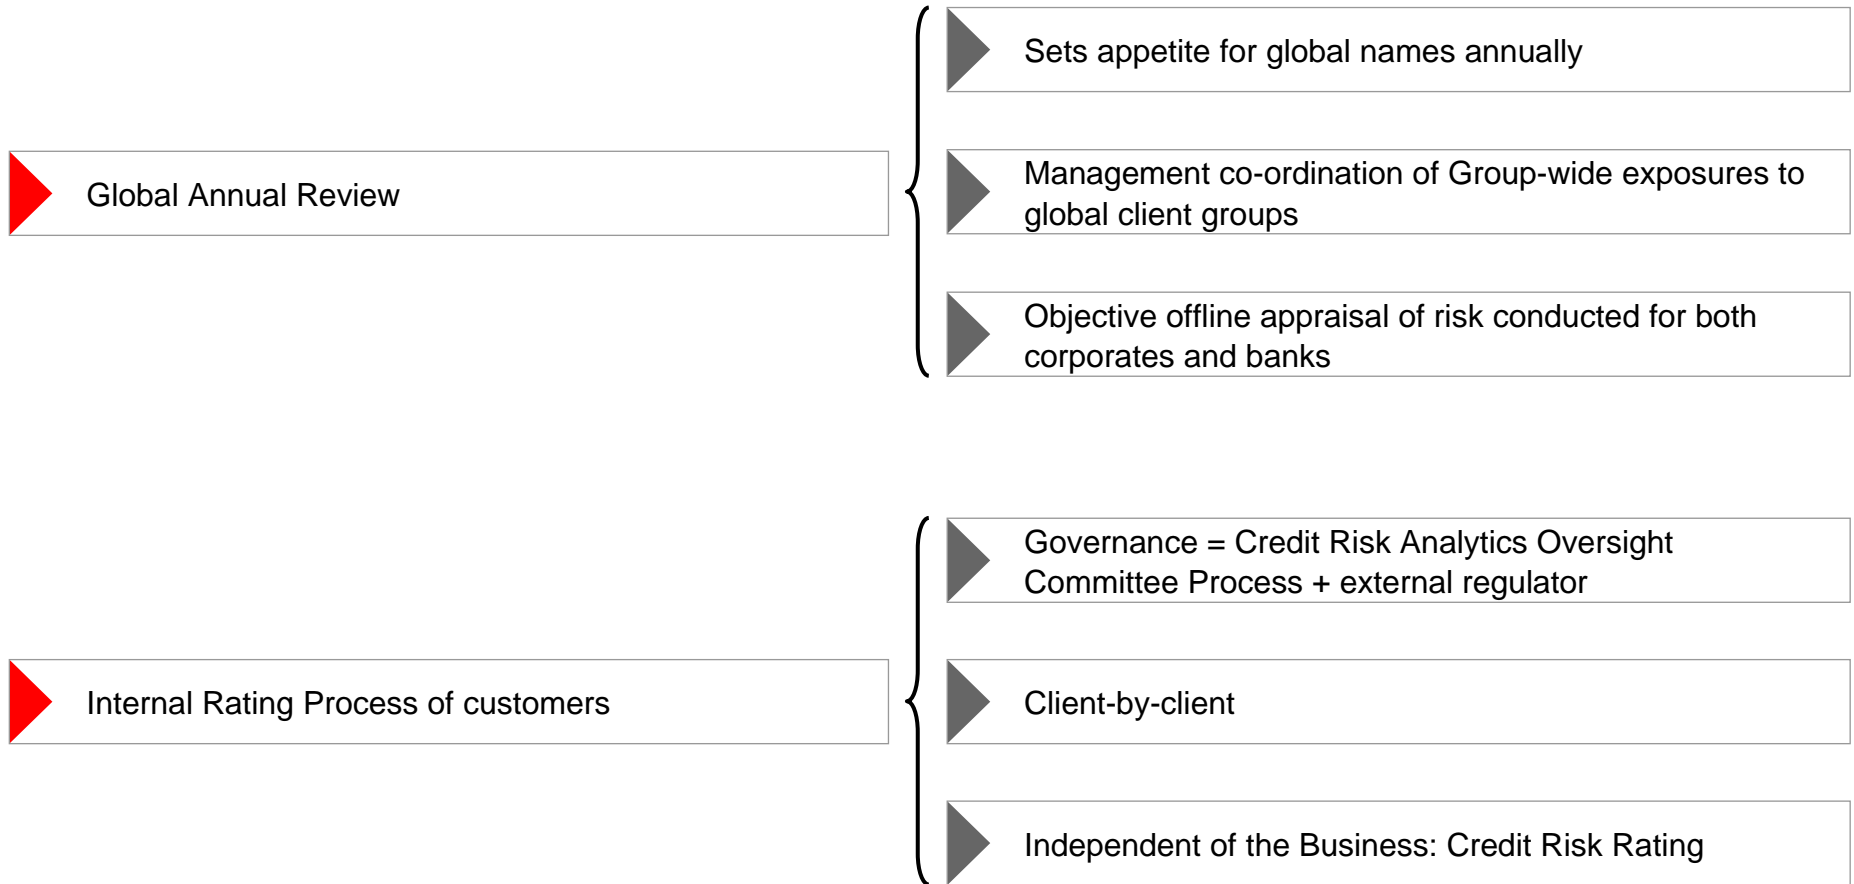 Global Annual Review
Sets appetite for global names annually
Management co-ordination of Group-wide exposures to
global client groups
Objective offline appraisal of risk conducted for both
corporates and banks
Internal Rating Process of customers
Governance = Credit Risk Analytics Oversight
Committee Process + external regulator
Client-by-client
Independent of the Business: Credit Risk Rating